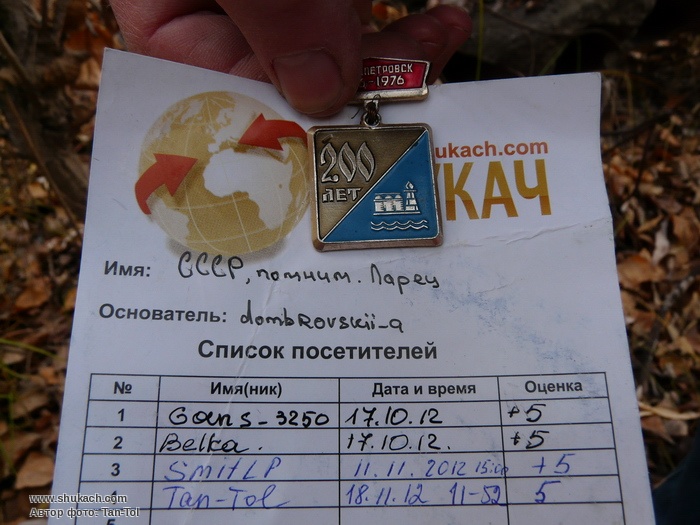 ПЕТРОВСК
-1976
200
ЛЕТ
shukach.com
УКАЧ
Имя: СССР, помним. Ларец
Основатель: dombrovskii-a
Список посетителей
№ Имя(ник) Дата и время Оценка
1 Gans-3250 17.10.12 +5
2 Belka. 17.10.12. +5
3 SmitLP 11.11.2012 15:00 +5
4 Tan-Tol 18.11.12 11-52 5
5
www.shukach.com
Автор фото: Tan-Tol